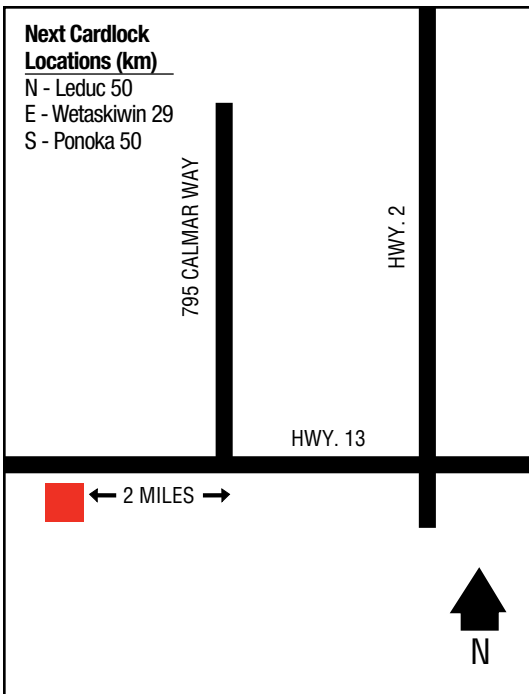 Next Cardlock
Locations (km)
N - Leduc 50
E - Wetaskiwin 29
S - Ponoka 50
795 CALMAR WAY
HWY. 2
HWY. 13
2 MILES
N